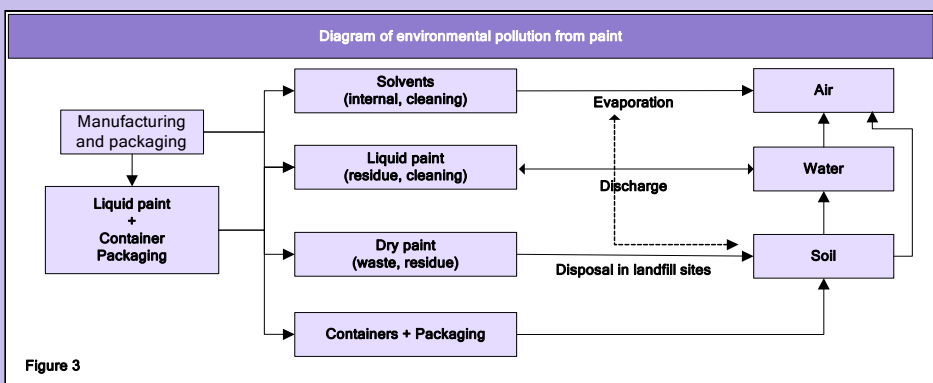 Diagram of environmental pollution from paint
Manufacturing
and packaging
Liquid paint
+
Container
Packaging
Solvents
(internal, cleaning)
Liquid paint
(residue, cleaning)
Dry paint
(waste, residue)
Containers + Packaging
Evaporation
Discharge
Disposal in landfill sites
Air
Water
Soil
Figure 3